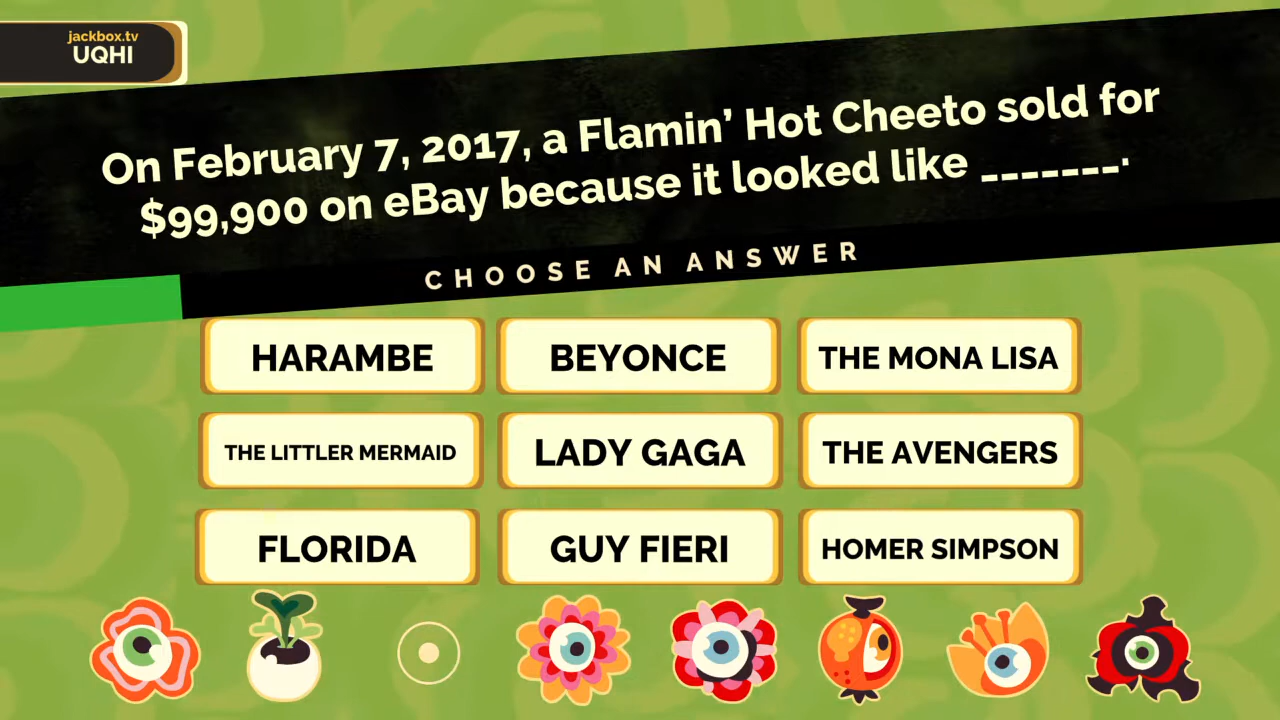 jackbox.tv
UQHI
On February 7, 2017, a Flamin’ Hot Cheeto sold for
$99,900 on eBay because it looked like _______.
CHOOSE AN ANSWER
HARAMBE
BEYONCE
THE MONA LISA
THE LITTLER MERMAID
LADY GAGA
THE AVENGERS
FLORIDA
GUY FIERI
HOMER SIMPSON